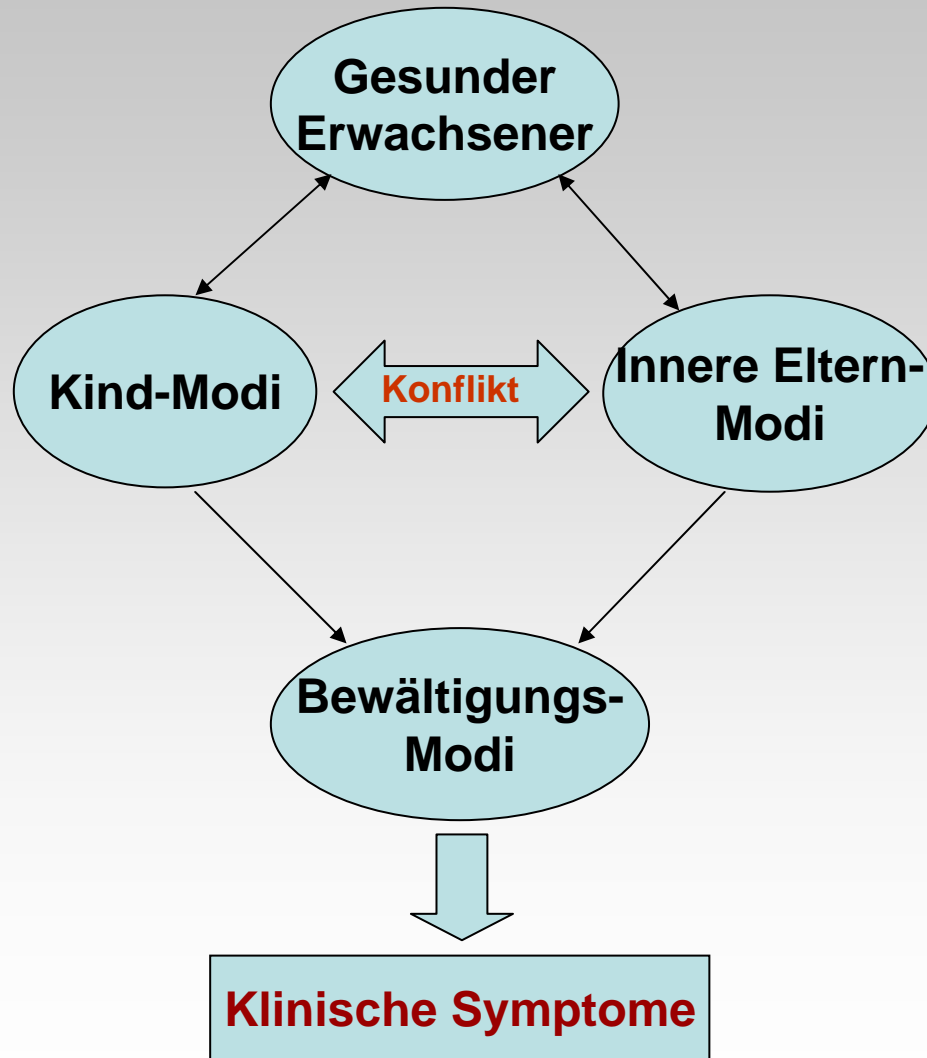 Gesunder
Erwachsener
Kind-Modi
Konflikt
Innere Eltern-
Modi
Bewältigungs-
Modi
Klinische Symptome